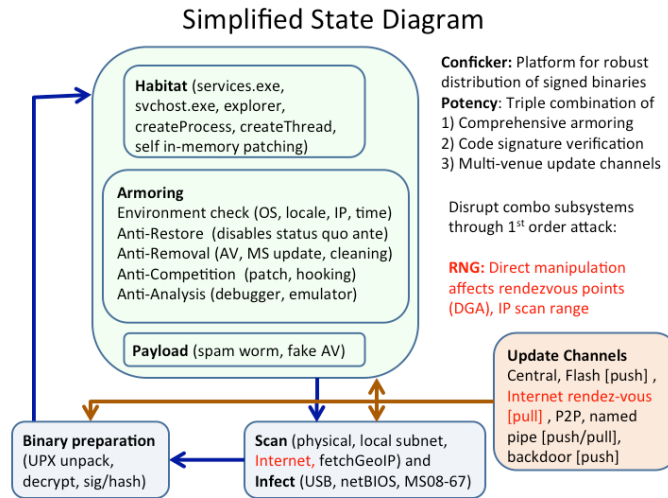 Simplified State Diagram
Habitat (services.exe,
svchost.exe, explorer,
createProcess, createThread,
self in-memory patching)
Armoring
Environment check (OS, locale, IP, time)
Anti-Restore (disables status quo ante)
Anti-Removal (AV, MS update, cleaning)
Anti-Competition (patch, hooking)
Anti-Analysis (debugger, emulator)
Payload (spam worm, fake AV)
Conficker: Platform for robust
distribution of signed binaries
Potency: Triple combination of
1) Comprehensive armoring
2) Code signature verification
3) Multi-venue update channels
Disrupt combo subsystems
through 1st order attack:
RNG: Direct manipulation
affects rendezvous points
(DGA), IP scan range
Update Channels
Central, Flash [push] ,
Internet rendez-vous
[pull] , P2P, named
pipe [push/pull],
backdoor [push]
Binary preparation
(UPX unpack,
decrypt, sig/hash)
Scan (physical, local subnet,
Internet, fetchGeoIP) and
Infect (USB, netBIOS, MS08-67)